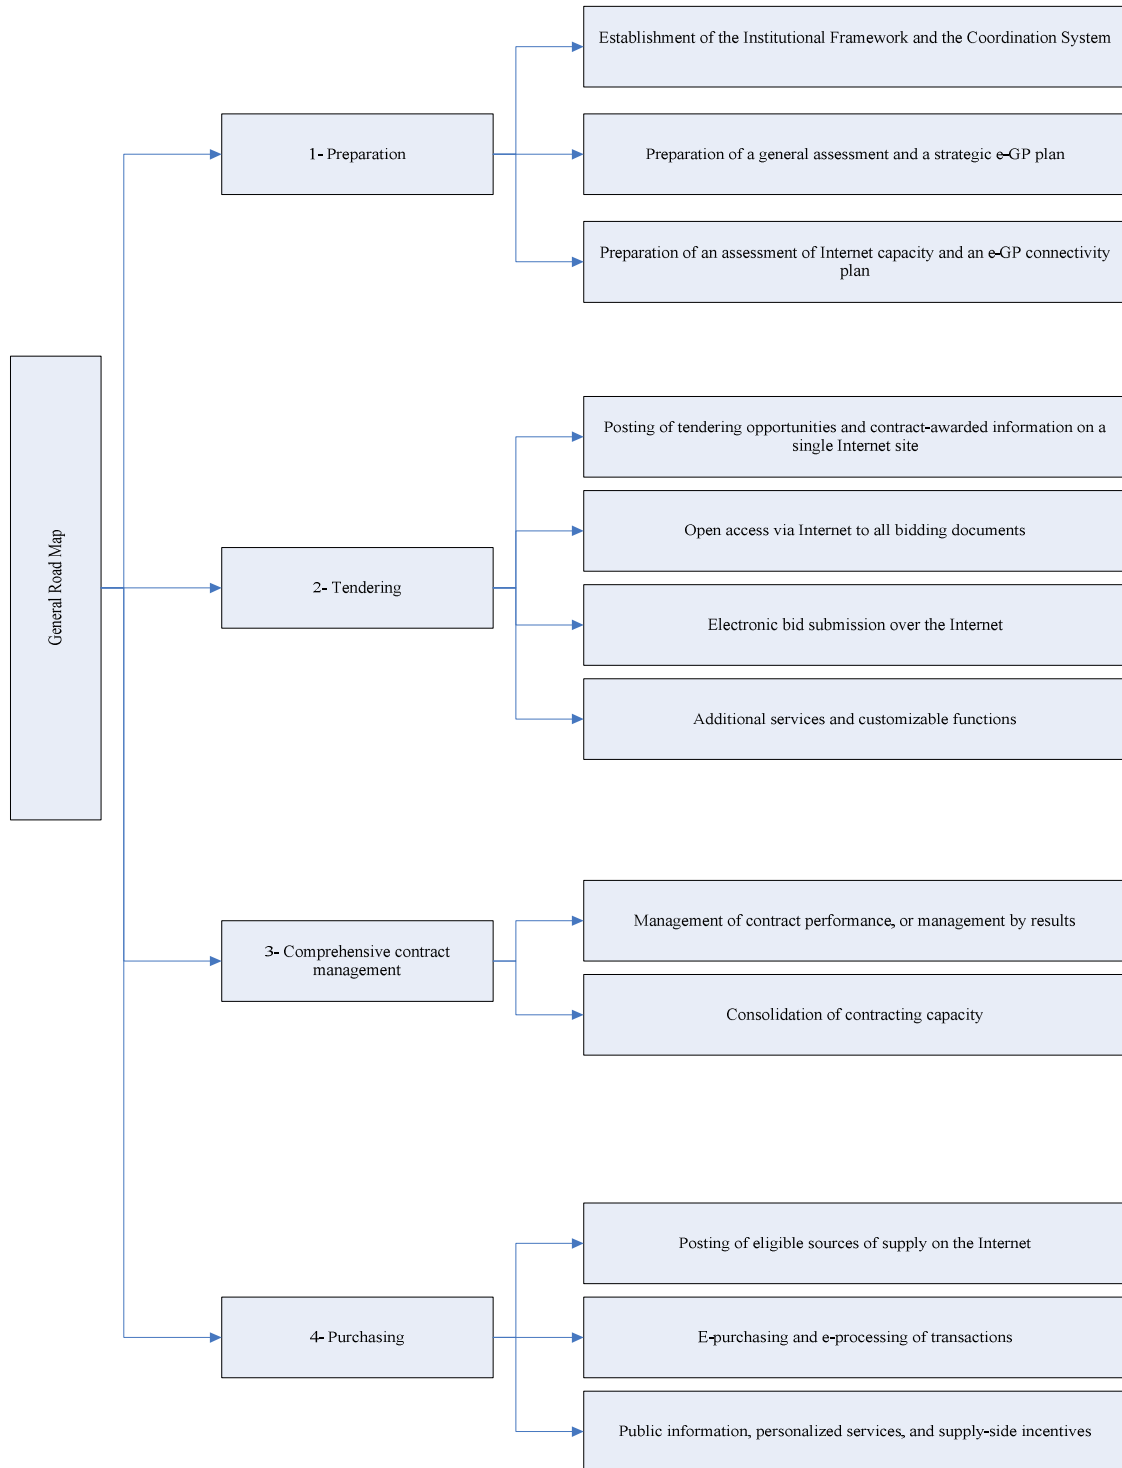 General Road Map
1- Preparation
Establishment of the Institutional Framework and the Coordination System
Preparation of a general assessment and a strategic e-GP plan
Preparation of an assessment of Internet capacity and an e-GP connectivity
plan
2- Tendering
Posting of tendering opportunities and contract-awarded information on a
single Internet site
Open access via Internet to all bidding documents
Electronic bid submission over the Internet
Additional services and customizable functions
3- Comprehensive contract
management
Management of contract performance, or management by results
Consolidation of contracting capacity
4- Purchasing
Posting of eligible sources of supply on the Internet
E-purchasing and e-processing of transactions
Public information, personalized services, and supply-side incentives